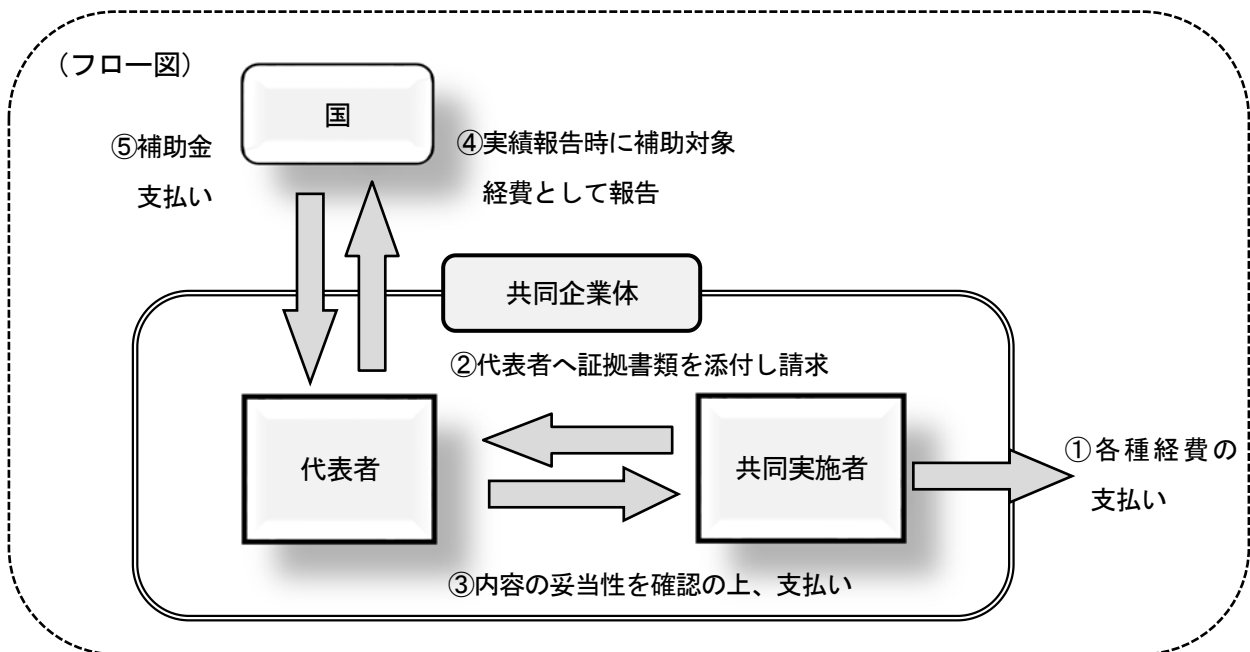 （フロー図）
国
⑤補助金
支払い
④実績報告時に補助対象
経費として報告
共同企業体
②代表者へ証拠書類を添付し請求
代表者
共同実施者
①各種経費の
支払い
③内容の妥当性を確認の上、支払い